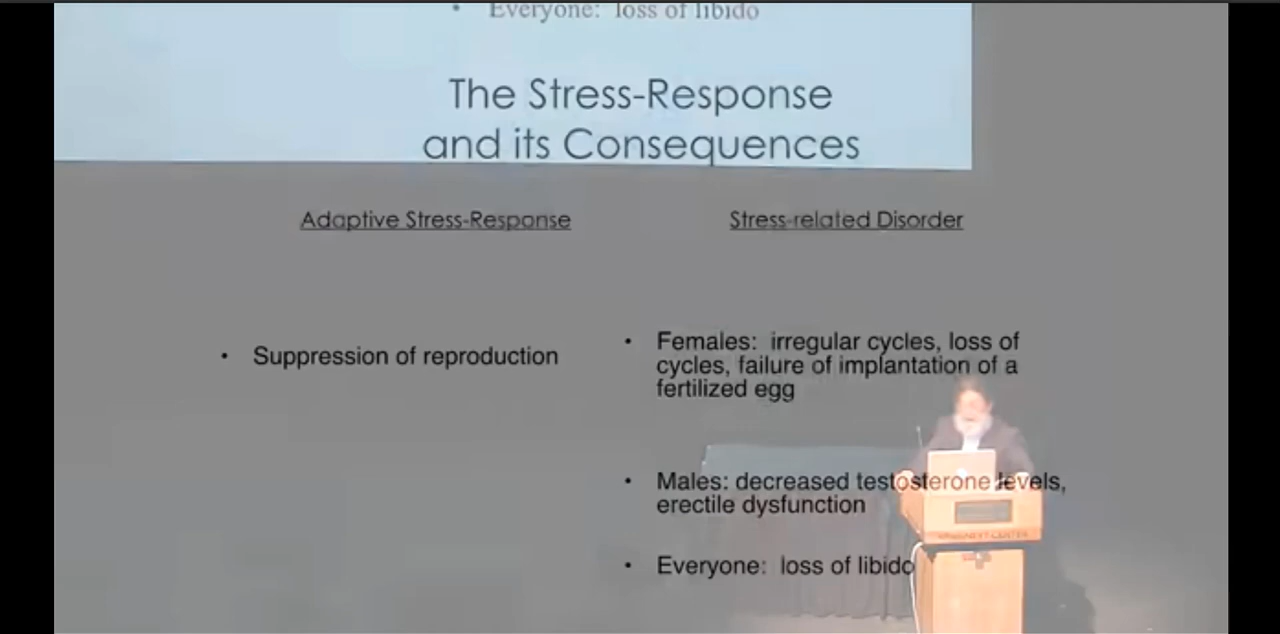 • Everyone: loss of libido
The Stress-Response
and its Consequences
Adaptive Stress-Response
Stress-related Disorder
• Suppression of reproduction
• Females: irregular cycles, loss of
cycles, failure of implantation of a
fertilized egg
• Males: decreased testosterone levels,
erectile dysfunction
• Everyone: loss of libido